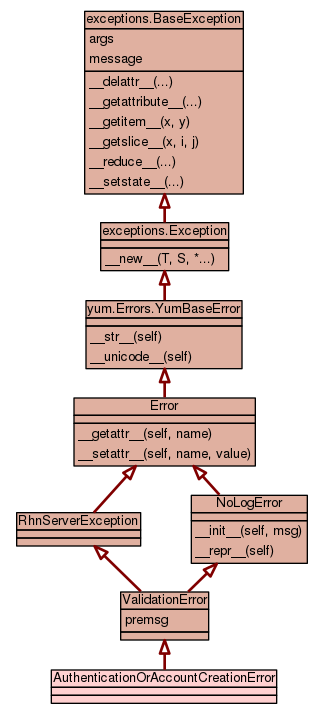 exceptions.BaseException
args
message
__delattr__(...)
__getattribute__(...)
__getitem__(x, y)
__getslice__(x, i, j)
__reduce__(...)
__setstate__(...)
exceptions.Exception
__new__(T, S, *...)
yum.Errors.YumBaseError
__str__(self)
__unicode__(self)
Error
__getattr__(self, name)
__setattr__(self, name, value)
RhnServerException
NoLogError
__init__(self, msg)
__repr__(self)
ValidationError
premsg
AuthenticationOrAccountCreationError